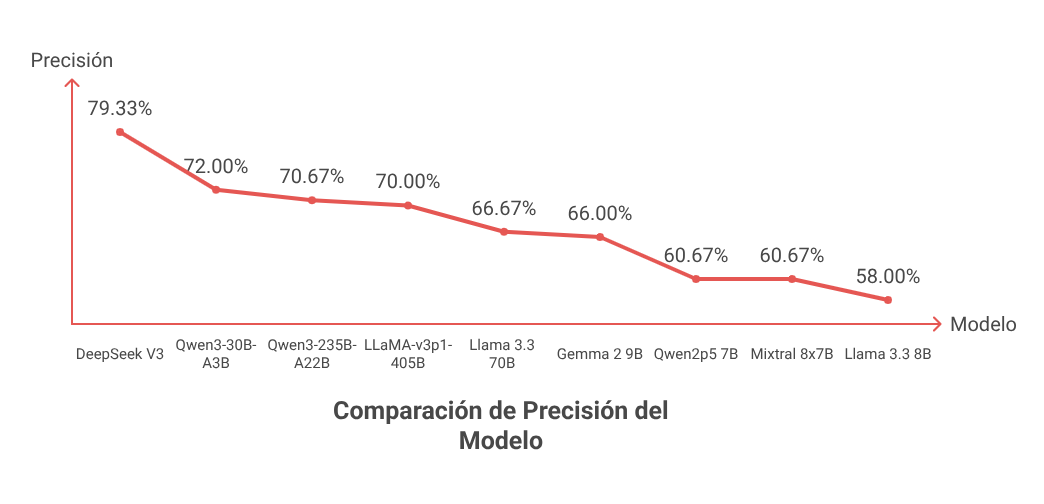 Precisión
79.33%
72.00%
70.67%
70.00%
66.67%
66.00%
60.67%
60.67%
58.00%
Modelo
DeepSeek V3
Qwen3-30B-
A3B
Qwen3-235B-
A22B
LLaMA-v3p1-
405B
Llama 3.3
70B
Gemma 2 9B
Qwen2p5 7B
Mixtral 8x7B
Llama 3.3 8B
Comparación de Precisión del
Modelo